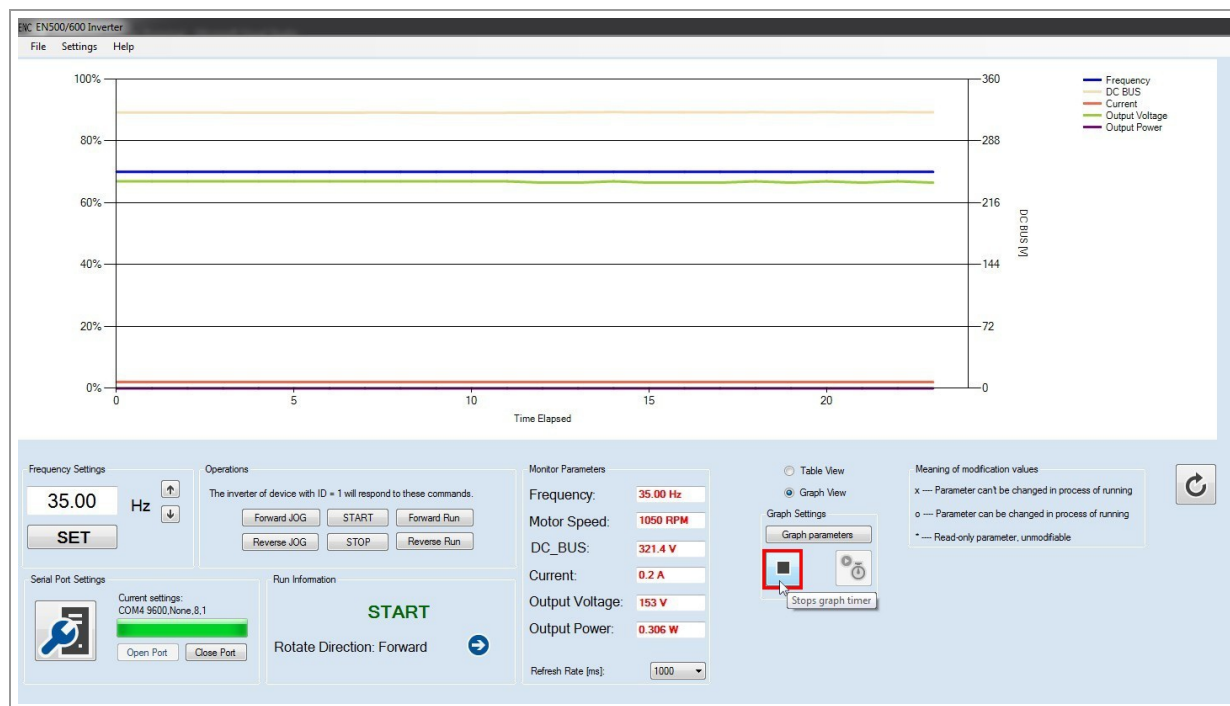 ENC EN500/600 Inverter
File Settings Help
100%
80%
60%
40%
20%
0%
0 5 10 15 20
Time Elapsed
360
288
216
144
72
0
DC BUS [V]
Frequency
DC BUS
Current
Output Voltage
Output Power
Frequency Settings
35.00 Hz
SET
Operations
The inverter of device with ID = 1 will respond to these commands.
Forward JOG START Forward Run
Reverse JOG STOP Reverse Run
Serial Port Settings
Current settings:
COM4 9600,None,8,1
Open Port Close Port
Run Information
START
Rotate Direction: Forward
Monitor Parameters
Frequency: 35.00 Hz
Motor Speed: 1050 RPM
DC_BUS: 321.4 V
Current: 0.2 A
Output Voltage: 153 V
Output Power: 0.306 W
Refresh Rate [ms]: 1000
Table View
Graph View
Graph Settings
Graph parameters
Stops graph timer
Meaning of modification values
x --- Parameter can't be changed in process of running
o --- Parameter can be changed in process of running
* --- Read-only parameter, unmodifiable